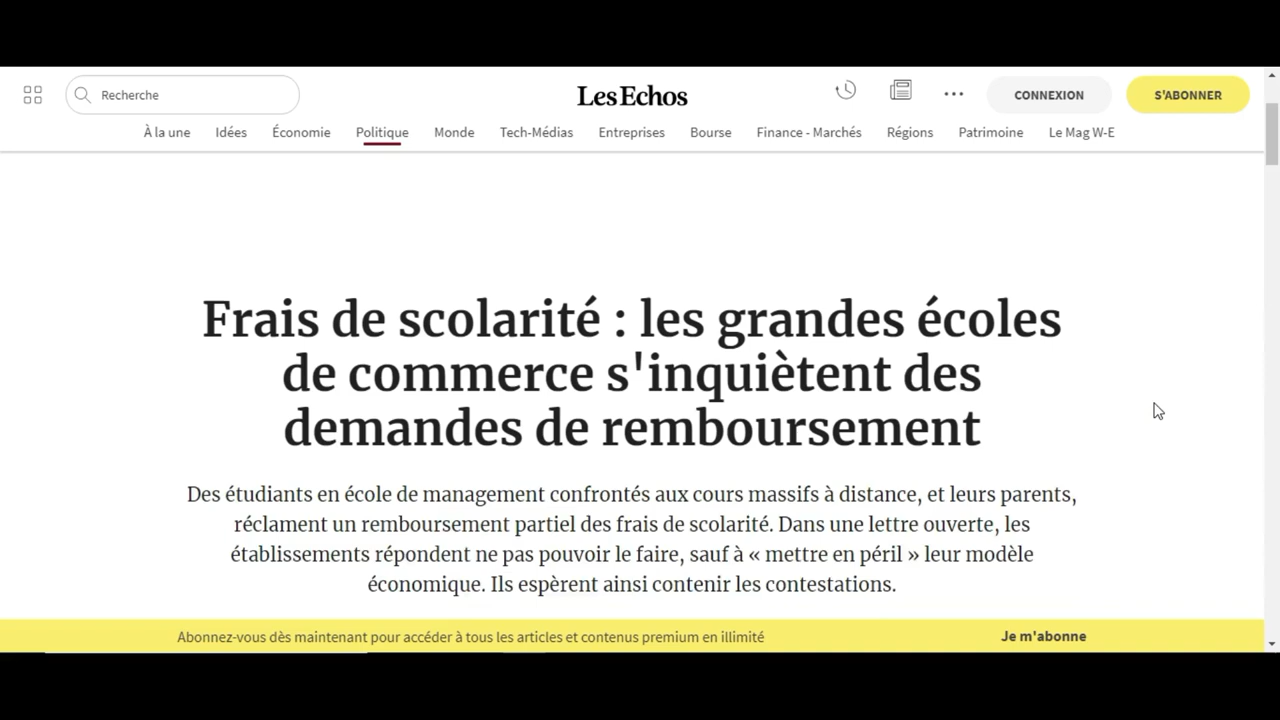 Recherche
Les Echos
CONNEXION
S'ABONNER
À la une Idées Économie Politique Monde Tech-Médias Entreprises Bourse Finance - Marchés Régions Patrimoine Le Mag W-E
Frais de scolarité : les grandes écoles
de commerce s'inquiètent des
demandes de remboursement
Des étudiants en école de management confrontés aux cours massifs à distance, et leurs parents,
réclament un remboursement partiel des frais de scolarité. Dans une lettre ouverte, les
établissements répondent ne pas pouvoir le faire, sauf à « mettre en péril » leur modèle
économique. Ils espèrent ainsi contenir les contestations.
Abonnez-vous dès maintenant pour accéder à tous les articles et contenus premium en illimité
Je m'abonne